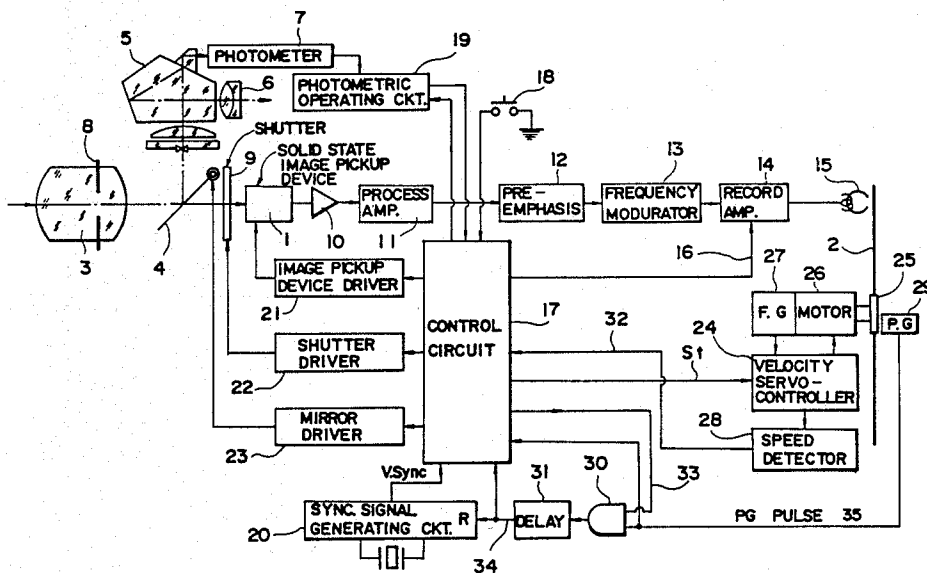 7
5
19
PHOTOMETER
18
6
PHOTOMETRIC
OPERATING CKT.
8
SHUTTER
SOLID STATE
IMAGE PICKUP
DEVICE
9
12
13
14
15
PROCESS
AMP.
PRE-
EMPHASIS
FREQUENCY
MODURATOR
RECORD
AMP.
3
4
1
10
11
16
2
IMAGE PICKUP
DEVICE DRIVER
21
27
26
25
29
F.G
MOTOR
P.G
CONTROL
CIRCUIT
17
32
24
SHUTTER
DRIVER
22
St
VELOCITY
SERVO-
CONTROLLER
28
MIRROR
DRIVER
23
SPEED
DETECTOR
33
V.Sync
31
30
SYNC. SIGNAL
GENERATING CKT.
R
DELAY
20
34
PG PULSE 35